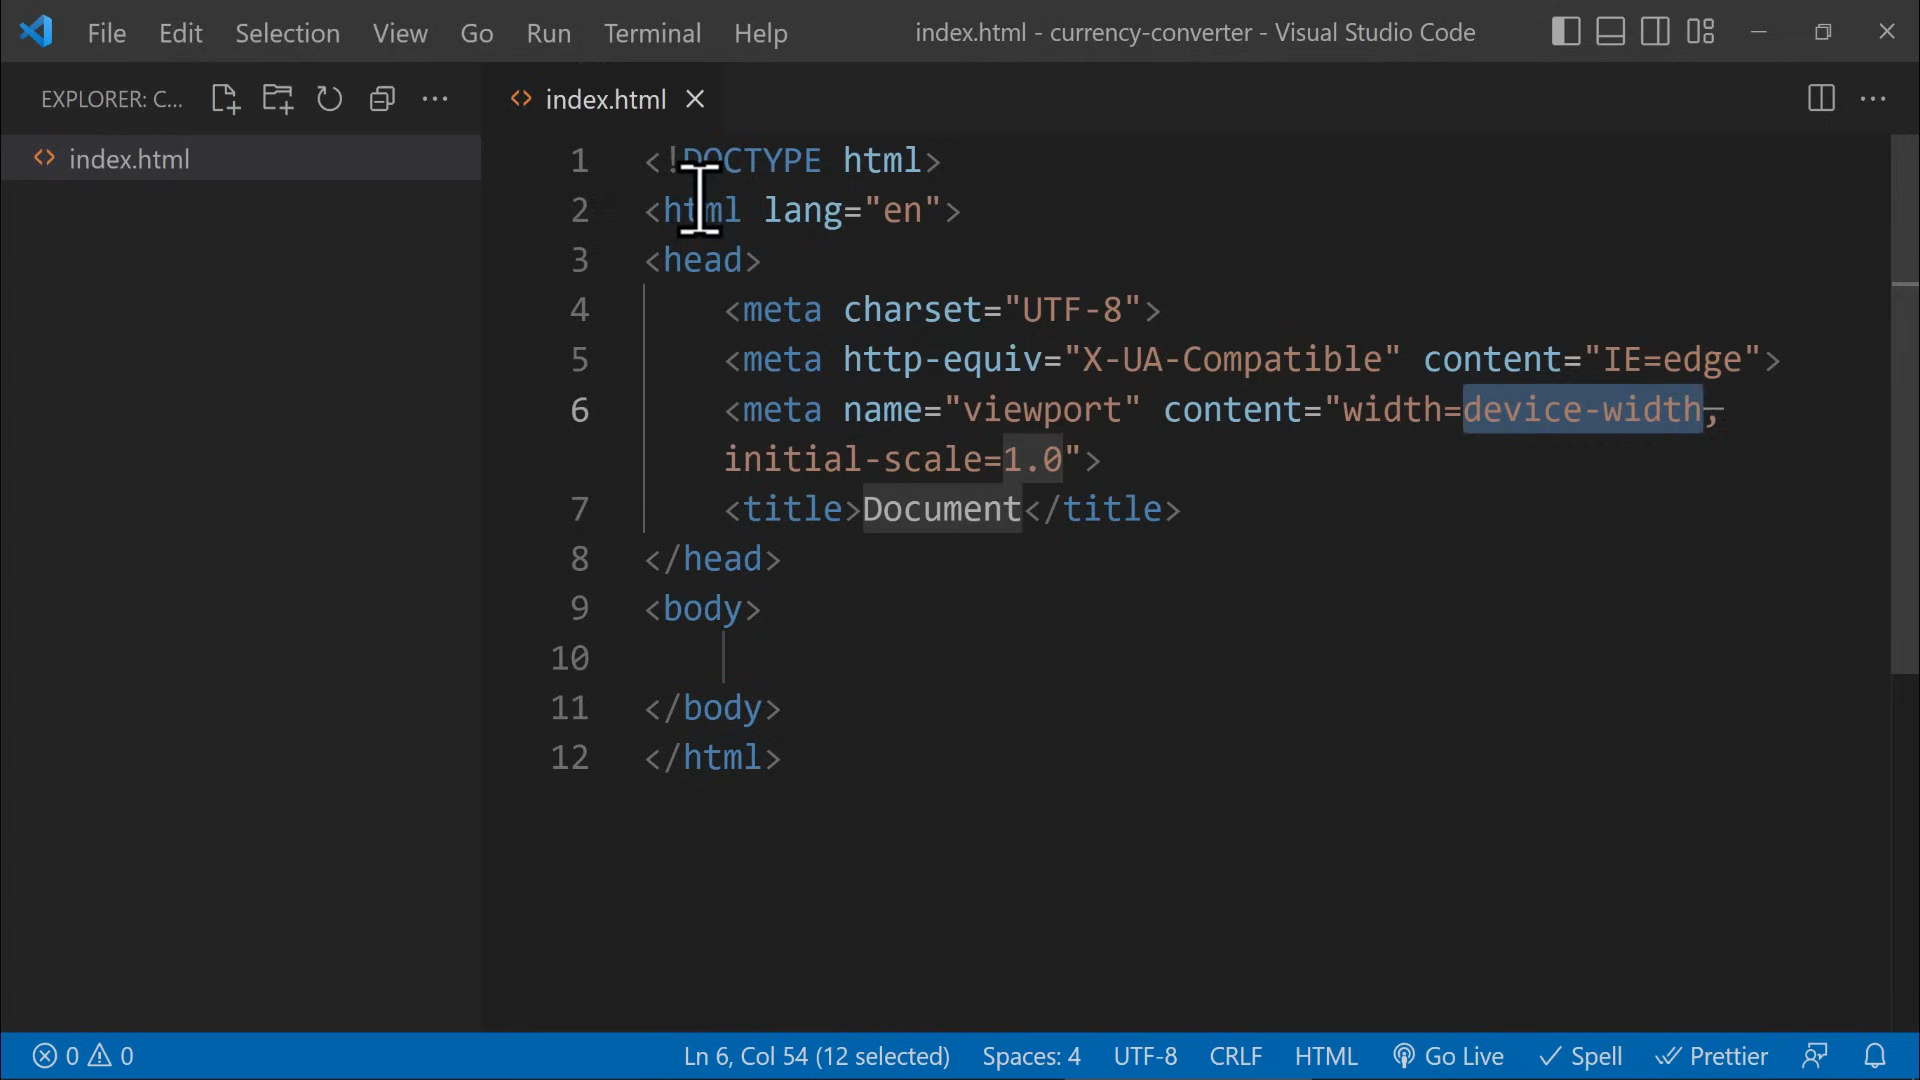 File Edit Selection View Go Run Terminal Help index.html - currency-converter - Visual Studio Code
EXPLORER: C... index.html
index.html
1 <!DOCTYPE html>
2 <html lang="en">
3 <head>
4 <meta charset="UTF-8">
5 <meta http-equiv="X-UA-Compatible" content="IE=edge">
6 <meta name="viewport" content="width=device-width,
initial-scale=1.0">
7 <title>Document</title>
8 </head>
9 <body>
10
11 </body>
12 </html>
0 0 Ln 6, Col 54 (12 selected) Spaces: 4 UTF-8 CRLF HTML Go Live Spell Prettier